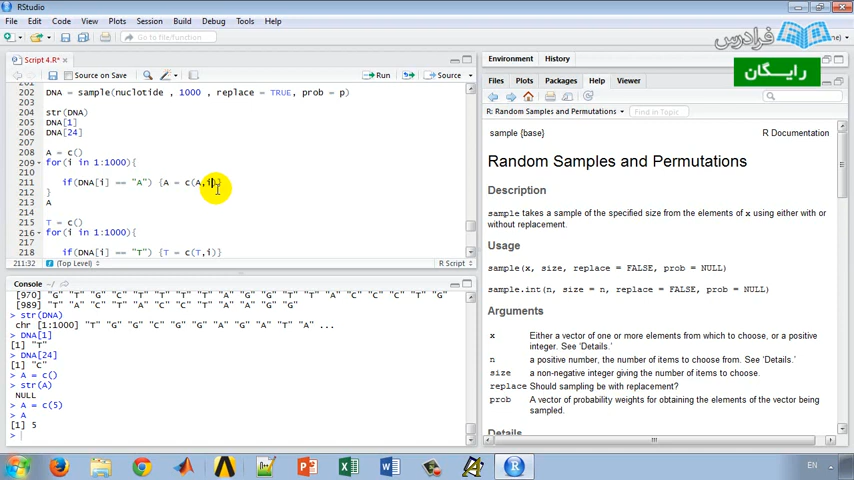 RStudio
File Edit Code View Plots Session Build Debug Tools Help
Go to file/function
فرادرس
رایـــگان
Script 4.R*
Source on Save
Run
Source
202 DNA = sample(nuclotide , 1000 , replace = TRUE, prob = p)
203
204 str(DNA)
205 DNA[1]
206 DNA[24]
207
208 A = c()
209 for(i in 1:1000){
210
211 if(DNA[i] == "A") {A = c(A,i)}
212 }
213 A
214
215 T = c()
216 for(i in 1:1000){
217
218 if(DNA[i] == "T") {T = c(T,i)}
211:32 (Top Level) R Script
Console ~/
[970] "G" "T" "G" "C" "T" "T" "T" "T" "A" "G" "G" "T" "T" "A" "C" "C" "C" "T" "G"
[989] "T" "A" "C" "T" "A" "C" "C" "T" "A" "A" "G" "G"
> str(DNA)
chr [1:1000] "T" "G" "G" "C" "G" "G" "A" "G" "A" "T" "A" ...
> DNA[1]
[1] "T"
> DNA[24]
[1] "C"
> A = c()
> str(A)
NULL
> A = c(5)
> A
[1] 5
>
Environment History
Files Plots Packages Help Viewer
R: Random Samples and Permutations
Find in Topic
sample {base}
R Documentation
Random Samples and Permutations
Description
sample takes a sample of the specified size from the elements of x using either with or
without replacement.
Usage
sample(x, size, replace = FALSE, prob = NULL)
sample.int(n, size = n, replace = FALSE, prob = NULL)
Arguments
x Either a vector of one or more elements from which to choose, or a positive
integer. See ‘Details.’
n a positive number, the number of items to choose from. See ‘Details.’
size a non-negative integer giving the number of items to choose.
replace Should sampling be with replacement?
prob A vector of probability weights for obtaining the elements of the vector being
sampled.
Details
EN